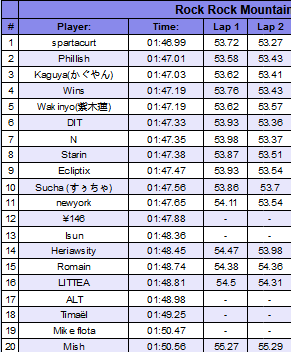 Rock Rock Mountain
# Player: Time: Lap 1 Lap 2
1 spartacurt 01:46.99 53.72 53.27
2 Phillish 01:47.01 53.58 53.43
3 Kaguya(かぐやん) 01:47.03 53.62 53.41
4 Wins 01:47.19 53.76 53.43
5 Wakinyo(紫木蓮) 01:47.19 53.62 53.57
6 DIT 01:47.33 53.93 53.36
7 N 01:47.35 53.98 53.37
8 Starin 01:47.38 53.87 53.51
9 Ecliptix 01:47.47 53.93 53.54
10 Sucha (すぅちゃ) 01:47.56 53.86 53.7
11 newyork 01:47.65 54.11 53.54
12 ¥146 01:47.88 - -
13 Isun 01:48.36 - -
14 Heriawsity 01:48.45 54.47 53.98
15 Romain 01:48.74 54.38 54.36
16 LITTEA 01:48.81 54.5 54.31
17 ALT 01:48.98 - -
18 Timaël 01:49.25 - -
19 Mike flota 01:50.47 - -
20 Mish 01:50.56 55.27 55.29